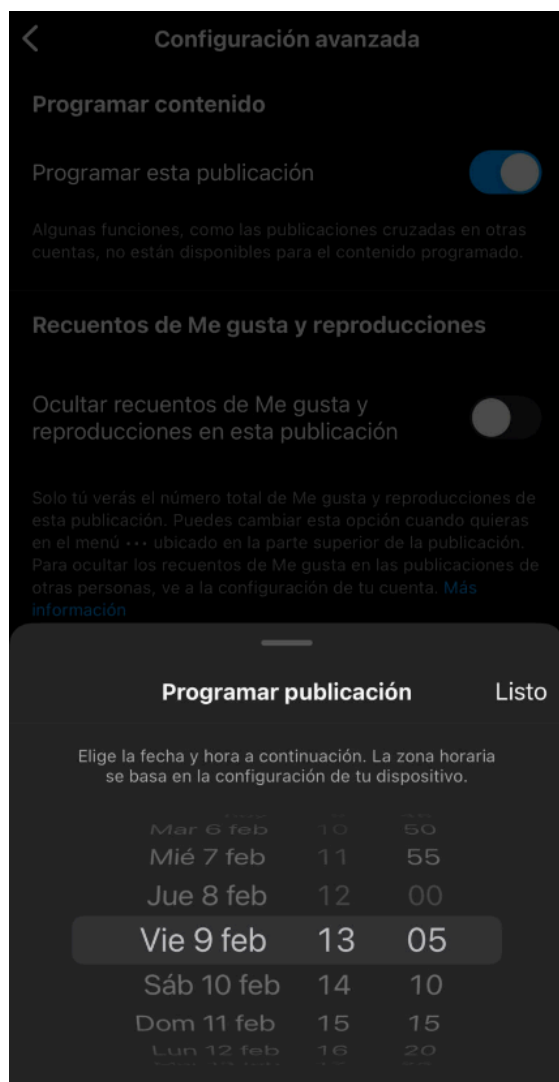 Configuración avanzada
Programar contenido
Programar esta publicación
Algunas funciones, como las publicaciones cruzadas en otras
cuentas, no están disponibles para el contenido programado.
Recuentos de Me gusta y reproducciones
Ocultar recuentos de Me gusta y
reproducciones en esta publicación
Solo tú verás el número total de Me gusta y reproducciones de
esta publicación. Puedes cambiar esta opción cuando quieras
en el menú ··· ubicado en la parte superior de la publicación.
Para ocultar los recuentos de Me gusta en las publicaciones de
otras personas, ve a la configuración de tu cuenta. Más
información
Programar publicación Listo
Elige la fecha y hora a continuación. La zona horaria
se basa en la configuración de tu dispositivo.
Mar 6 feb 10 50
Mié 7 feb 11 55
Jue 8 feb 12 00
Vie 9 feb 13 05
Sáb 10 feb 14 10
Dom 11 feb 15 15
Lun 12 feb 16 20